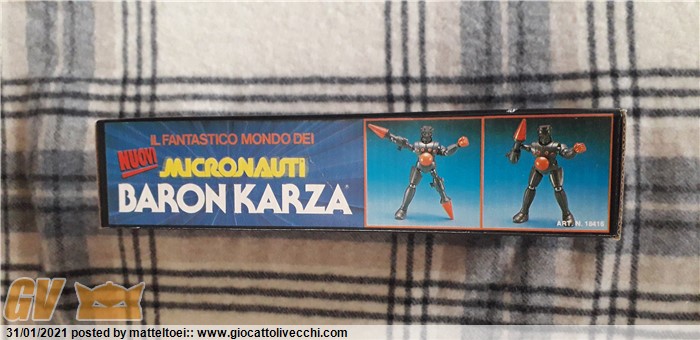 IL FANTASTICO MONDO DEI
NUOVI
MICRONAUTI
BARON KARZA®
ART. N. 18416
GV
31/01/2021 posted by matteltoei:: www.giocattolivecchi.com